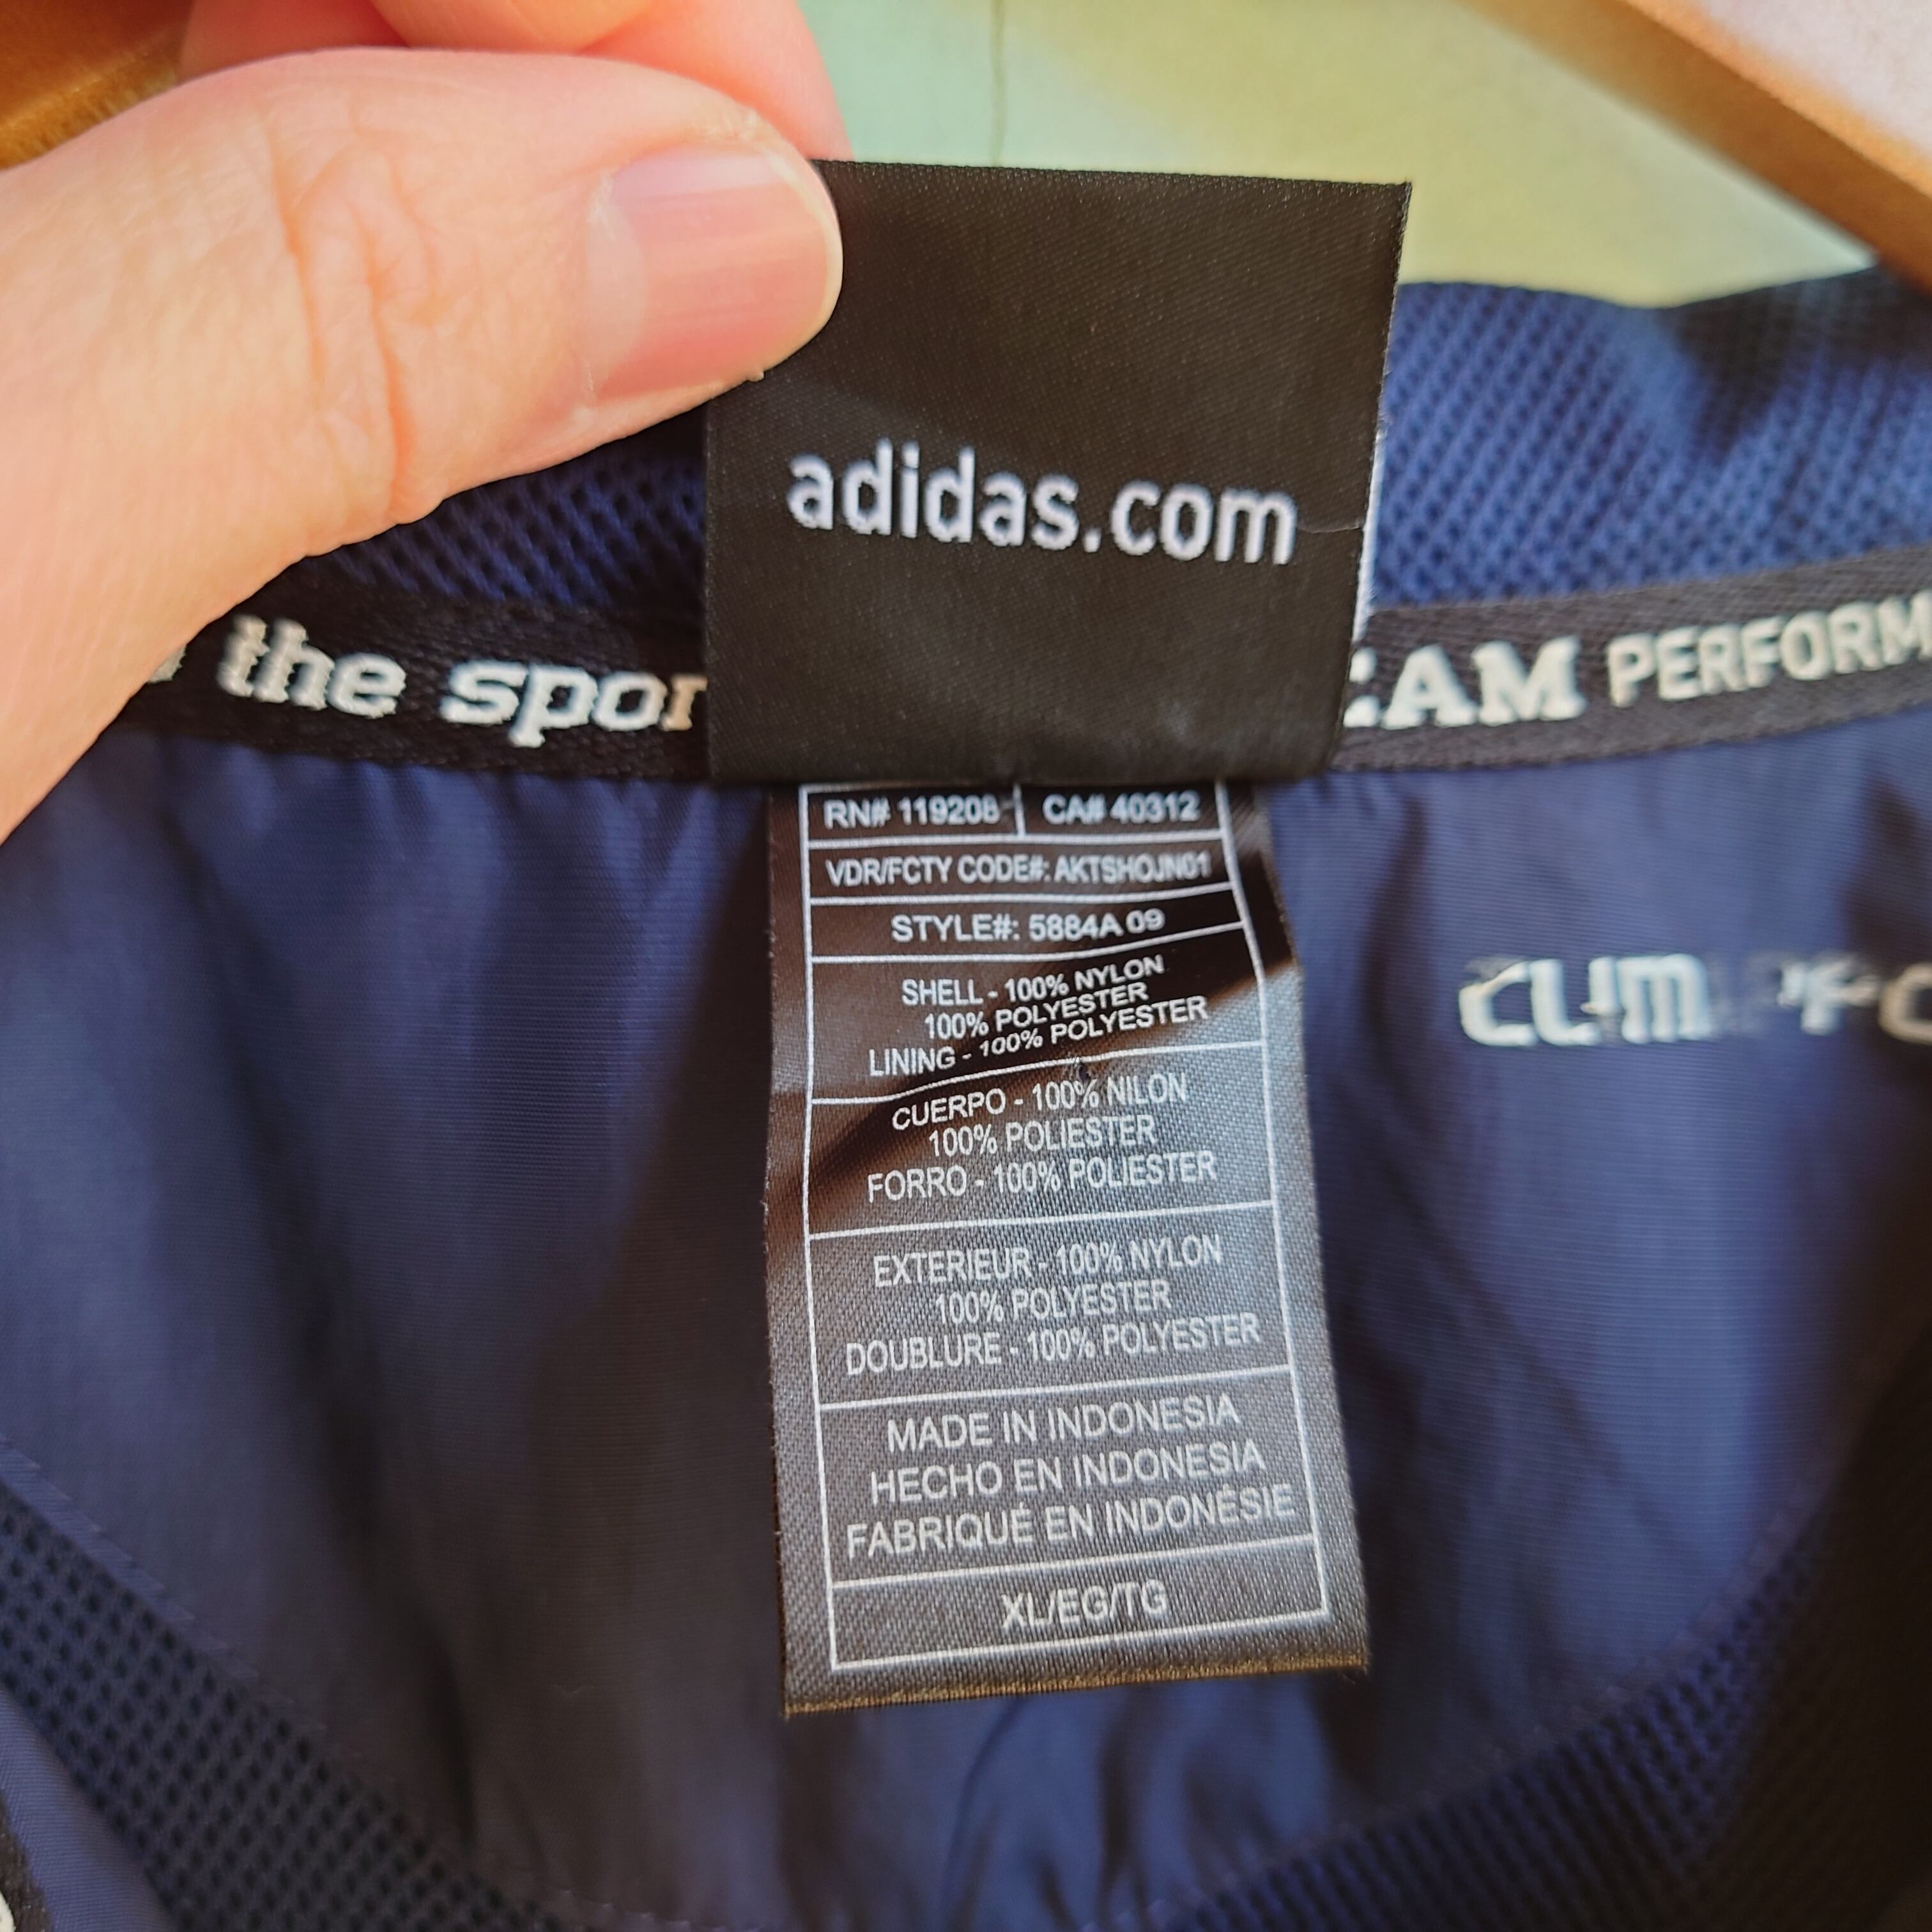 adidas.com
the
PERFORM
RN# 119208 CA# 40312
VDR/FCTY CODE#: AKTSHOJN01
STYLE#: 5884A 09
SHELL - 100% NYLON
100% POLYESTER
LINING - 100% POLYESTER
CUERPO - 100% NILON
100% POLIESTER
FORRO - 100% POLIESTER
EXTERIEUR - 100% NYLON
100% POLYESTER
DOUBLURE - 100% POLYESTER
MADE IN INDONESIA
HECHO EN INDONESIA
FABRIQUÉ EN INDONÉSIE
XL/EG/TG